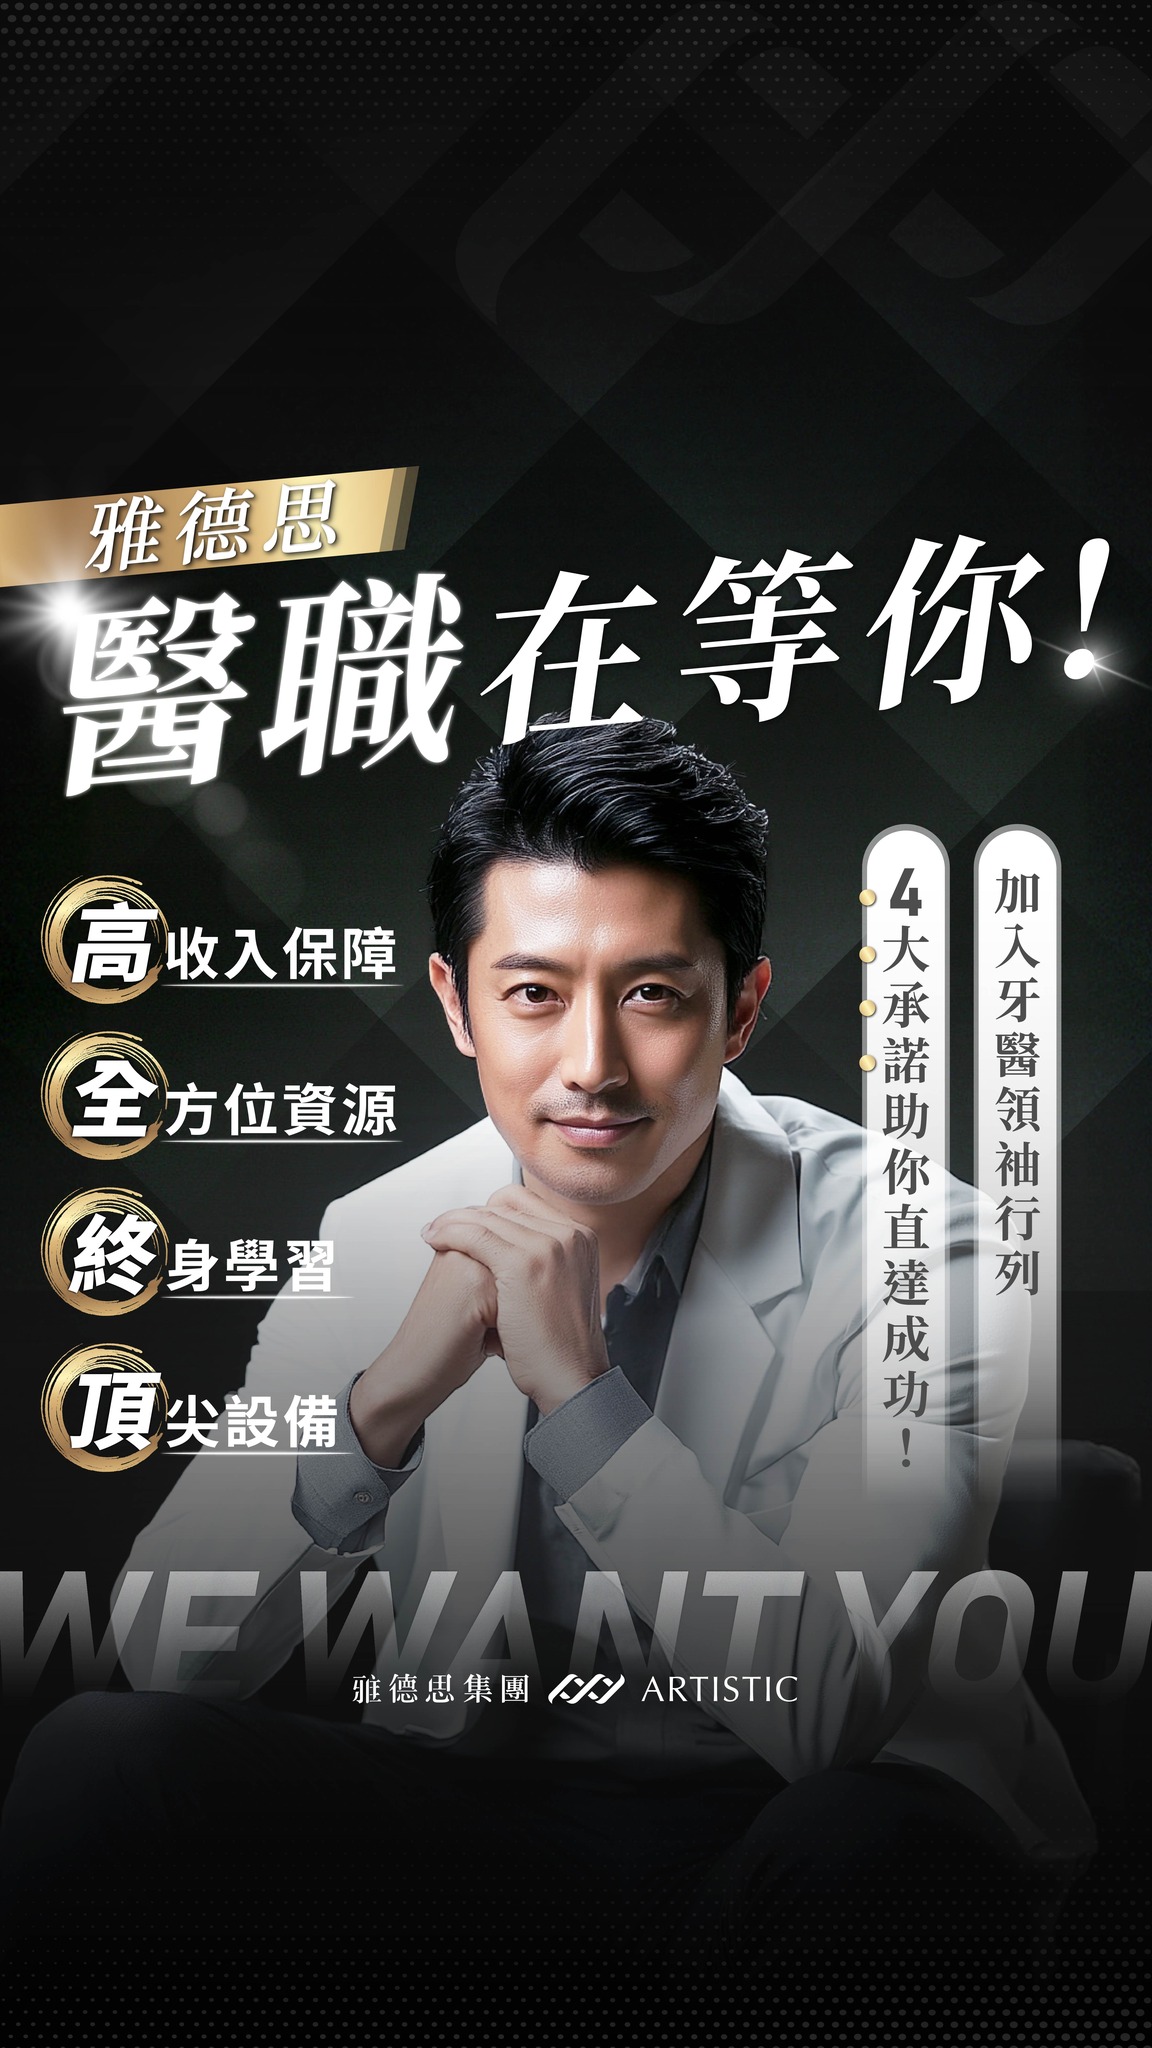 雅德思
醫職在等你!
高收入保障
全方位資源
終身學習
頂尖設備
加入牙醫領袖行列
4大承諾助你直達成功!
WE WANT YOU
雅德思集團 ARTISTIC